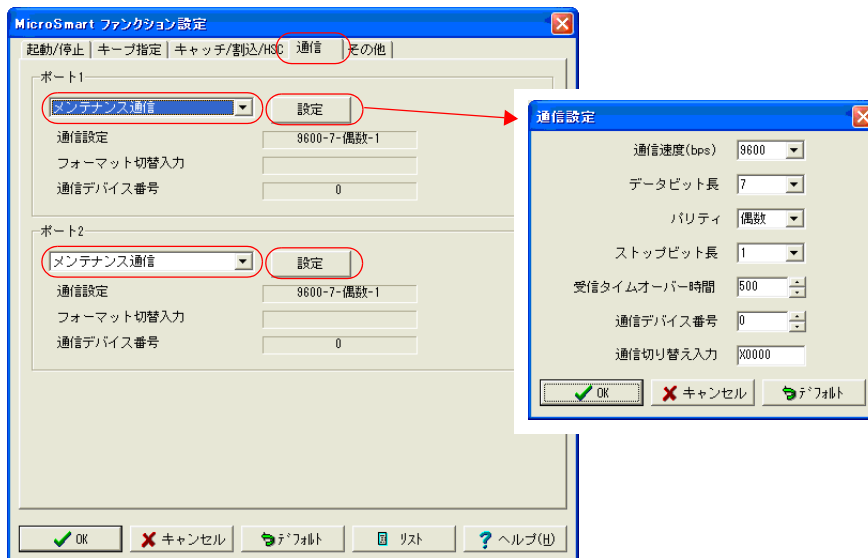 MicroSmart ファンクション設定
起動/停止 キープ指定 キャッチ/割込/HSC 通信 その他
ポート1
メンテナンス通信 設定
通信設定 9600-7-偶数-1
フォーマット切替入力
通信デバイス番号 0
ポート2
メンテナンス通信 設定
通信設定 9600-7-偶数-1
フォーマット切替入力
通信デバイス番号 0
OK キャンセル デフォルト リスト ヘルプ(H)
通信設定
通信速度(bps) 9600
データビット長 7
パリティ 偶数
ストップビット長 1
受信タイムオーバー時間 500
通信デバイス番号 0
通信切り替え入力 X0000
OK キャンセル デフォルト